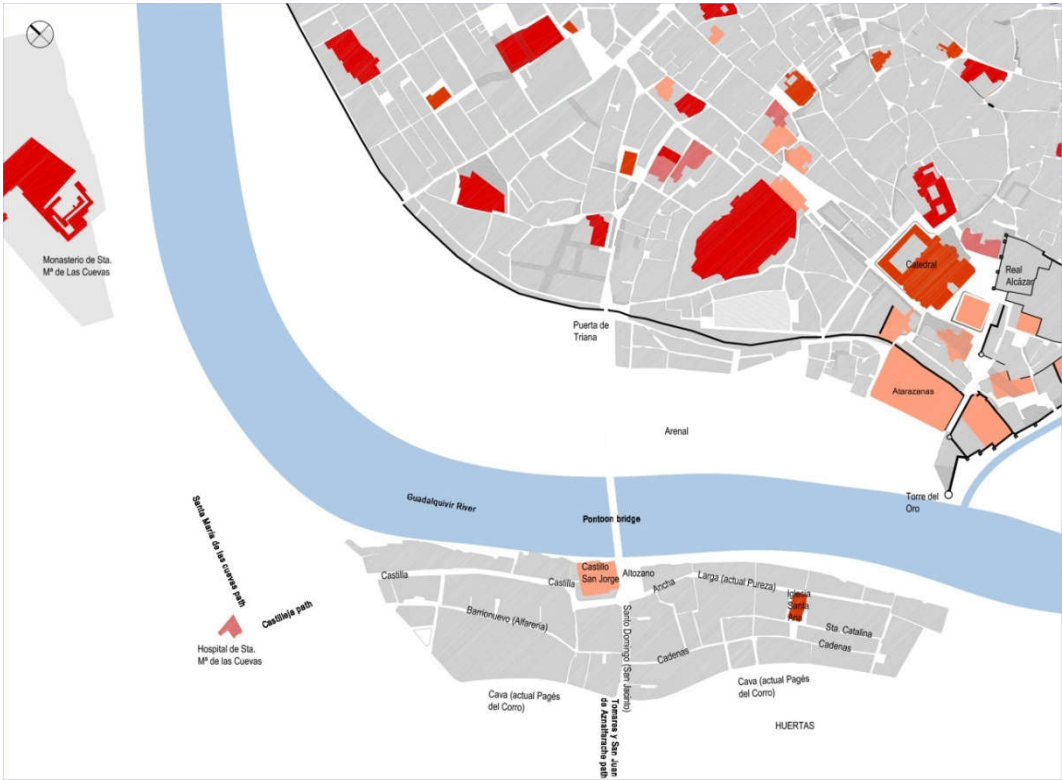 Monasterio de Sta.
Mª de Las Cuevas
Catedral
Real
Alcázar
Puerta de
Triana
Atarazanas
Arenal
Torre del
Oro
Guadalquivir River
Pontoon bridge
Santa María de las cuevas path
Castilleja path
Hospital de Sta.
Mª de las Cuevas
Castilla
Castilla
Castillo
San Jorge
Altozano
Ancha
Larga (actual Pureza)
Iglesia
Santa
Ana
Barrionuevo (Alfarería)
Santo Domingo (San Jacinto)
Sta. Catalina
Cadenas
Cadenas
Cava (actual Pagés
del Corro)
Cava (actual Pagés
del Corro)
Tomares y San Juan
de Aznalfarache path
HUERTAS